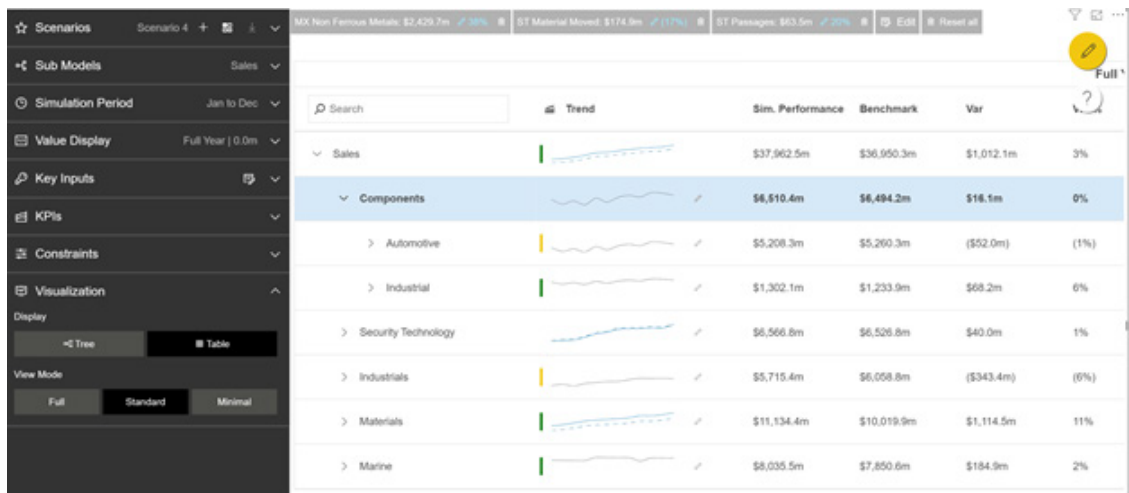 Scenarios Scenario 4
Sub Models Sales
Simulation Period Jan to Dec
Value Display Full Year | 0.0m
Key Inputs
KPIs
Constraints
Visualization
Display
Tree Table
View Mode
Full Standard Minimal
MX Non Ferrous Metals: $2,429.7m 38% ST Material Moved: $174.9m (17%) ST Passages: $63.5m 20% Edit Reset all
Full
?
Search Trend Sim. Performance Benchmark Var
Sales $37,962.5m $36,950.3m $1,012.1m 3%
Components $6,510.4m $6,494.2m $16.1m 0%
Automotive $5,208.3m $5,260.3m ($52.0m) (1%)
Industrial $1,302.1m $1,233.9m $68.2m 6%
Security Technology $6,566.8m $6,526.8m $40.0m 1%
Industrials $5,715.4m $6,058.8m ($343.4m) (6%)
Materials $11,134.4m $10,019.9m $1,114.5m 11%
Marine $8,035.5m $7,850.6m $184.9m 2%